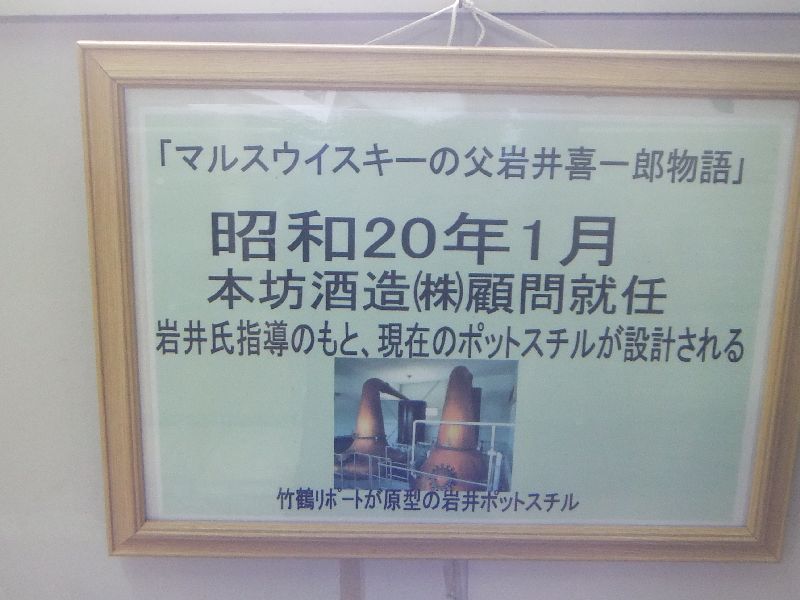 「マルスウイスキーの父岩井喜一郎物語」
昭和20年1月
本坊酒造㈱顧問就任
岩井氏指導のもと、現在のポットスチルが設計される
竹鶴ﾘﾎﾟｰﾄが原型の岩井ポットスチル